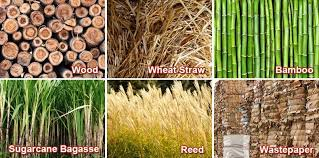 Wood
Wheat Straw
Bamboo
Sugarcane Bagasse
Reed
Wastepaper